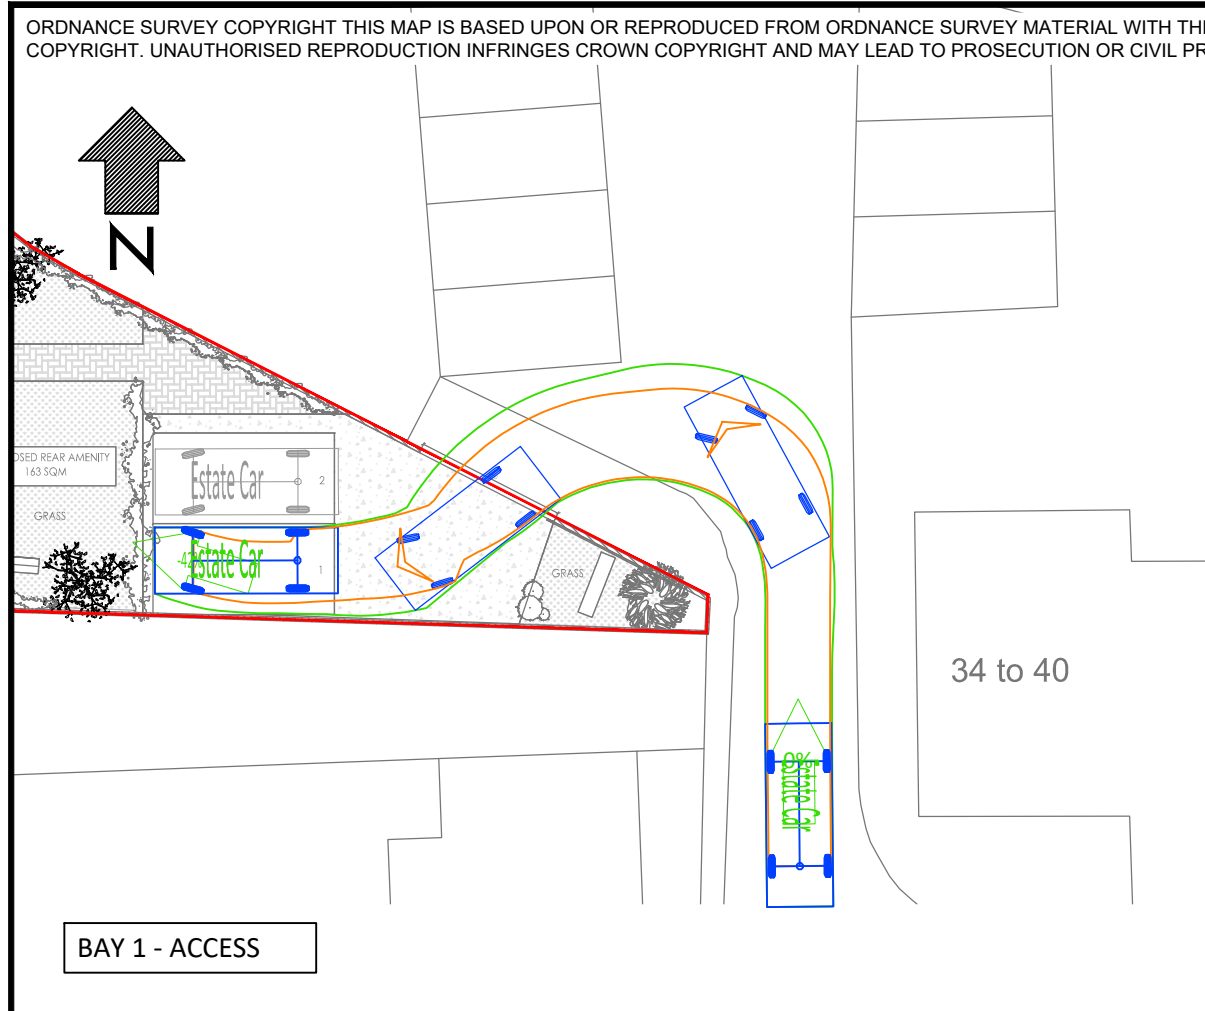 ORDNANCE SURVEY COPYRIGHT THIS MAP IS BASED UPON OR REPRODUCED FROM ORDNANCE SURVEY MATERIAL WITH TH
COPYRIGHT. UNAUTHORISED REPRODUCTION INFRINGES CROWN COPYRIGHT AND MAY LEAD TO PROSECUTION OR CIVIL PR
N
OSED REAR AMENITY
163 SQM
GRASS
Estate Car
2
Estate Car
1
GRASS
34 to 40
Estate Car
BAY 1 - ACCESS